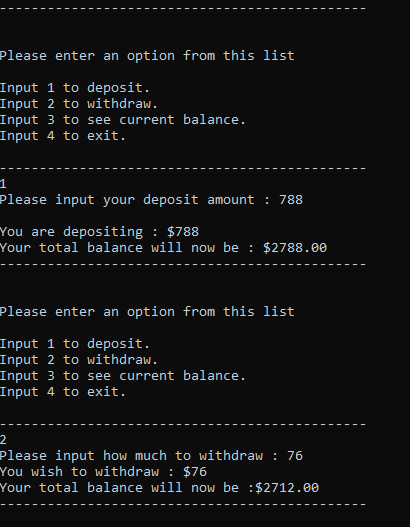 ----------------------------------------------
Please enter an option from this list
Input 1 to deposit.
Input 2 to withdraw.
Input 3 to see current balance.
Input 4 to exit.
----------------------------------------------
1
Please input your deposit amount : 788
You are depositing : $788
Your total balance will now be : $2788.00
----------------------------------------------
Please enter an option from this list
Input 1 to deposit.
Input 2 to withdraw.
Input 3 to see current balance.
Input 4 to exit.
----------------------------------------------
2
Please input how much to withdraw : 76
You wish to withdraw : $76
Your total balance will now be :$2712.00
----------------------------------------------